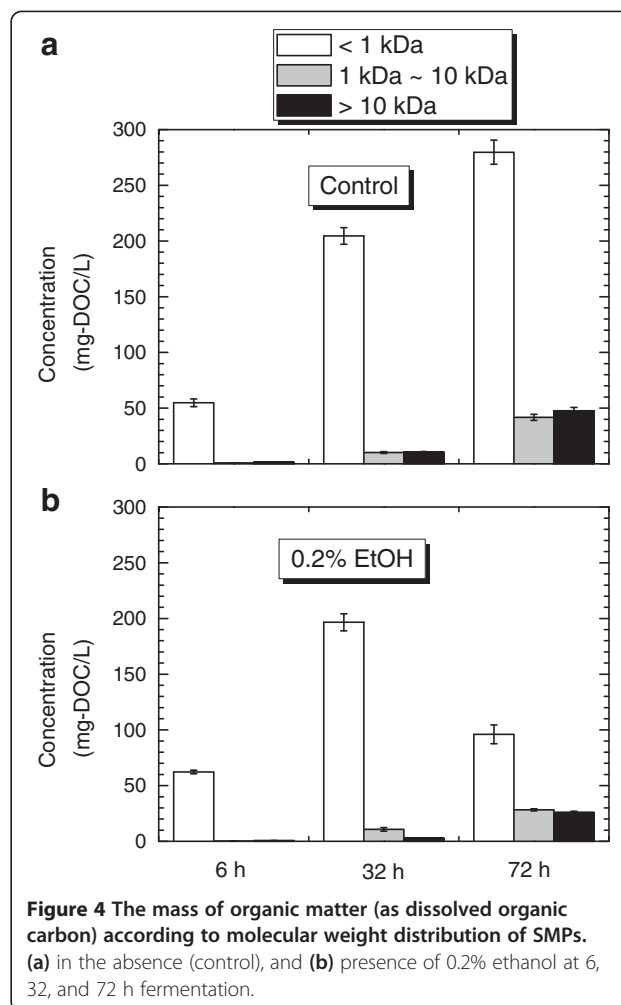 a
< 1 kDa
1 kDa ~ 10 kDa
> 10 kDa
300
250
200
150
100
50
0
Concentration
(mg-DOC/L)
Control
b
300
250
200
150
100
50
0
Concentration
(mg-DOC/L)
0.2% EtOH
6 h
32 h
72 h
Figure 4 The mass of organic matter (as dissolved organic
carbon) according to molecular weight distribution of SMPs.
(a) in the absence (control), and (b) presence of 0.2% ethanol at 6,
32, and 72 h fermentation.